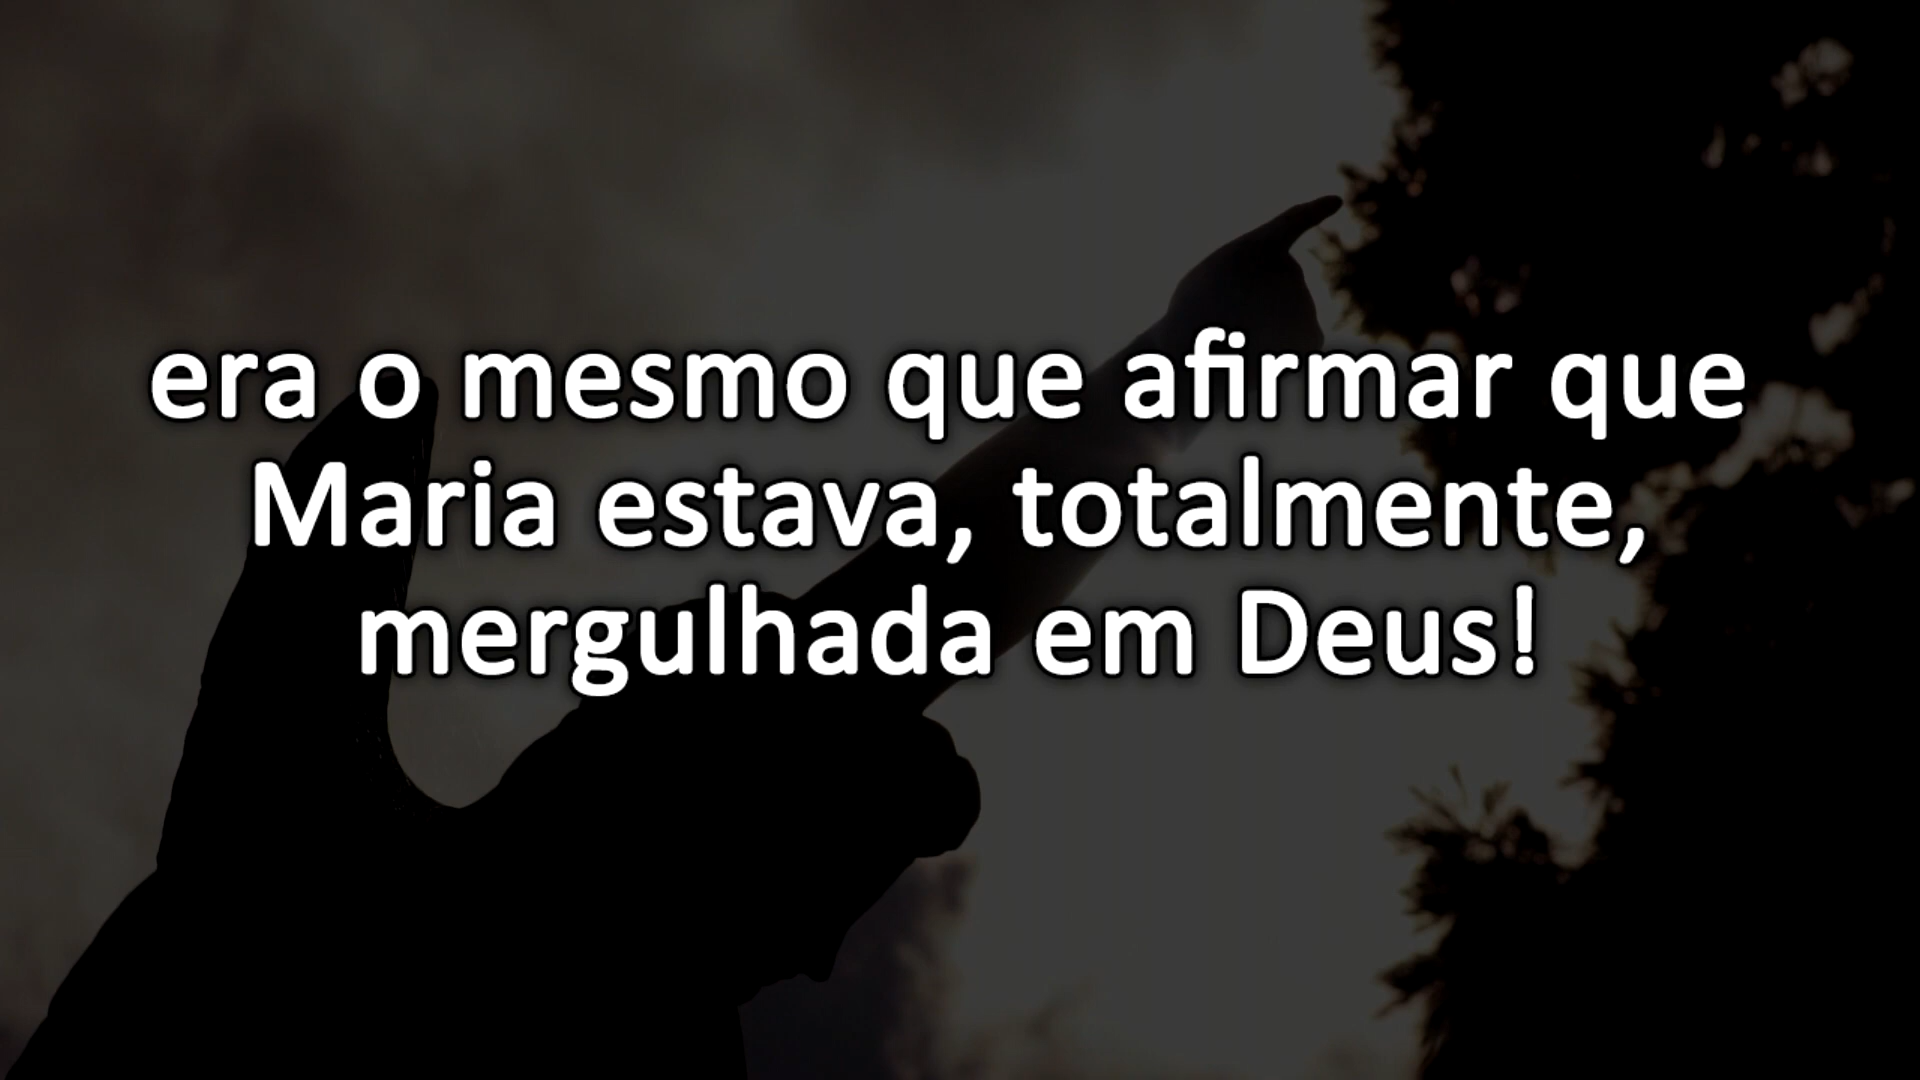 era o mesmo que afirmar que
Maria estava, totalmente,
mergulhada em Deus!